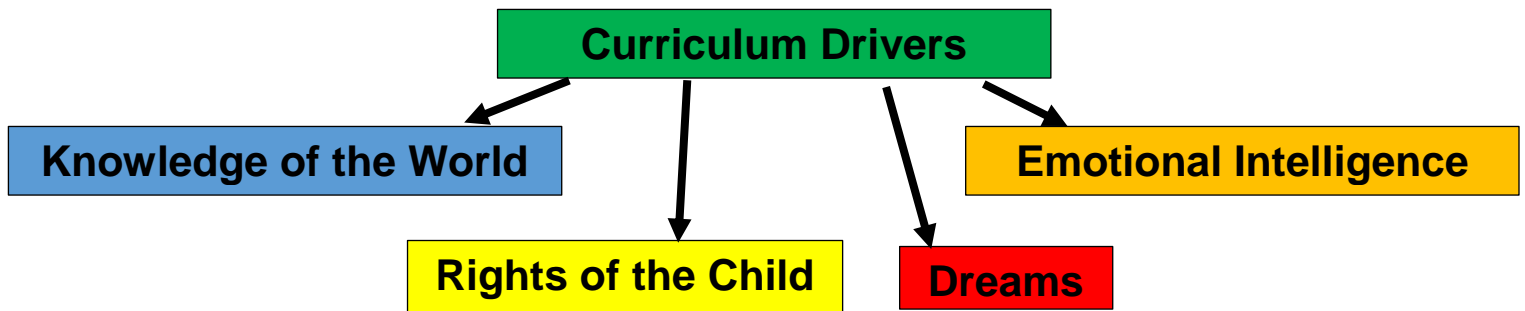 Curriculum Drivers
Knowledge of the World
Emotional Intelligence
Rights of the Child
Dreams